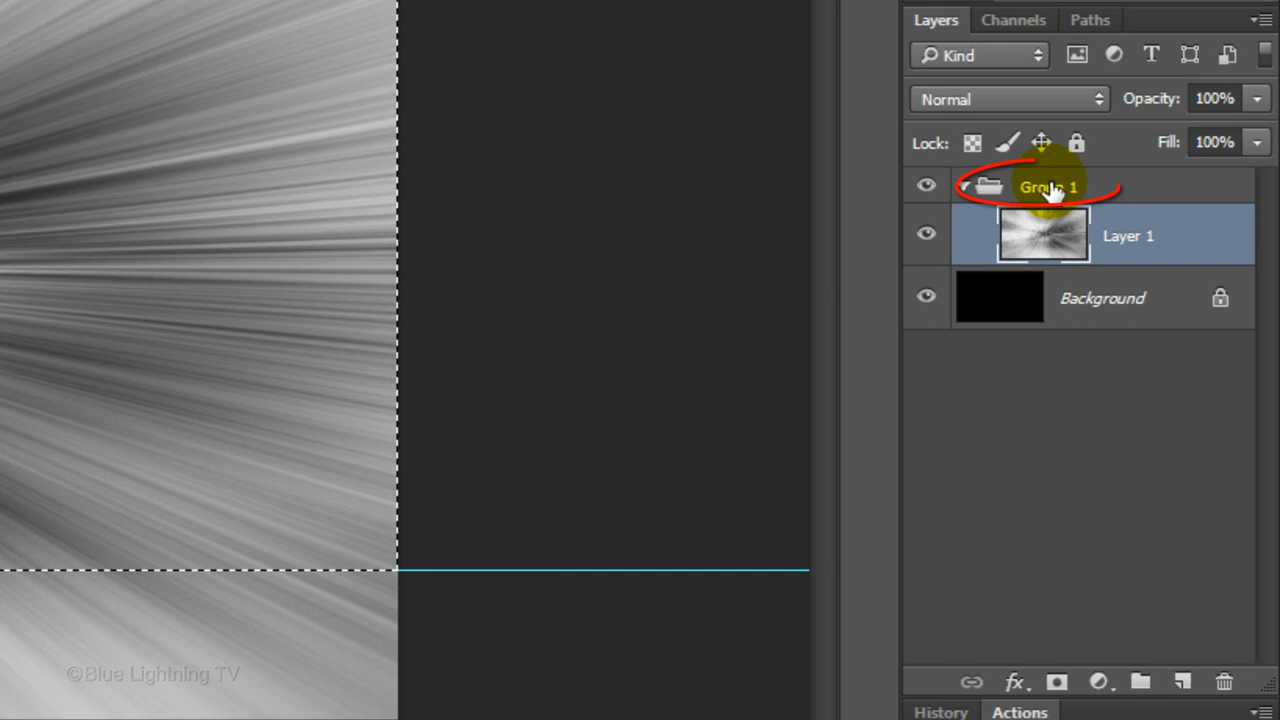 Layers Channels Paths
Kind T
Normal Opacity: 100%
Lock: Fill: 100%
Group 1
Layer 1
Background
©Blue Lightning TV
fx
History Actions